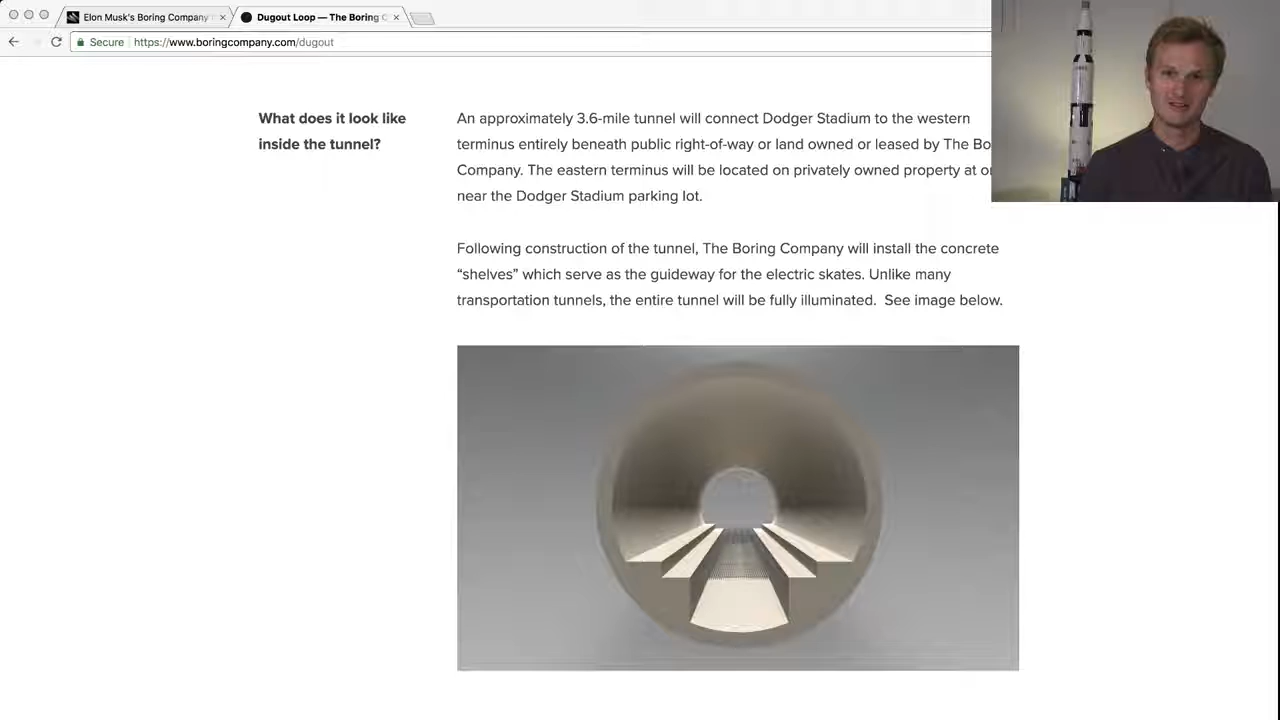 Elon Musk's Boring Company
Dugout Loop — The Boring C
Secure
https://www.boringcompany.com/dugout
What does it look like
inside the tunnel?
An approximately 3.6-mile tunnel will connect Dodger Stadium to the western
terminus entirely beneath public right-of-way or land owned or leased by The Bo
Company. The eastern terminus will be located on privately owned property at or
near the Dodger Stadium parking lot.
Following construction of the tunnel, The Boring Company will install the concrete
“shelves” which serve as the guideway for the electric skates. Unlike many
transportation tunnels, the entire tunnel will be fully illuminated. See image below.